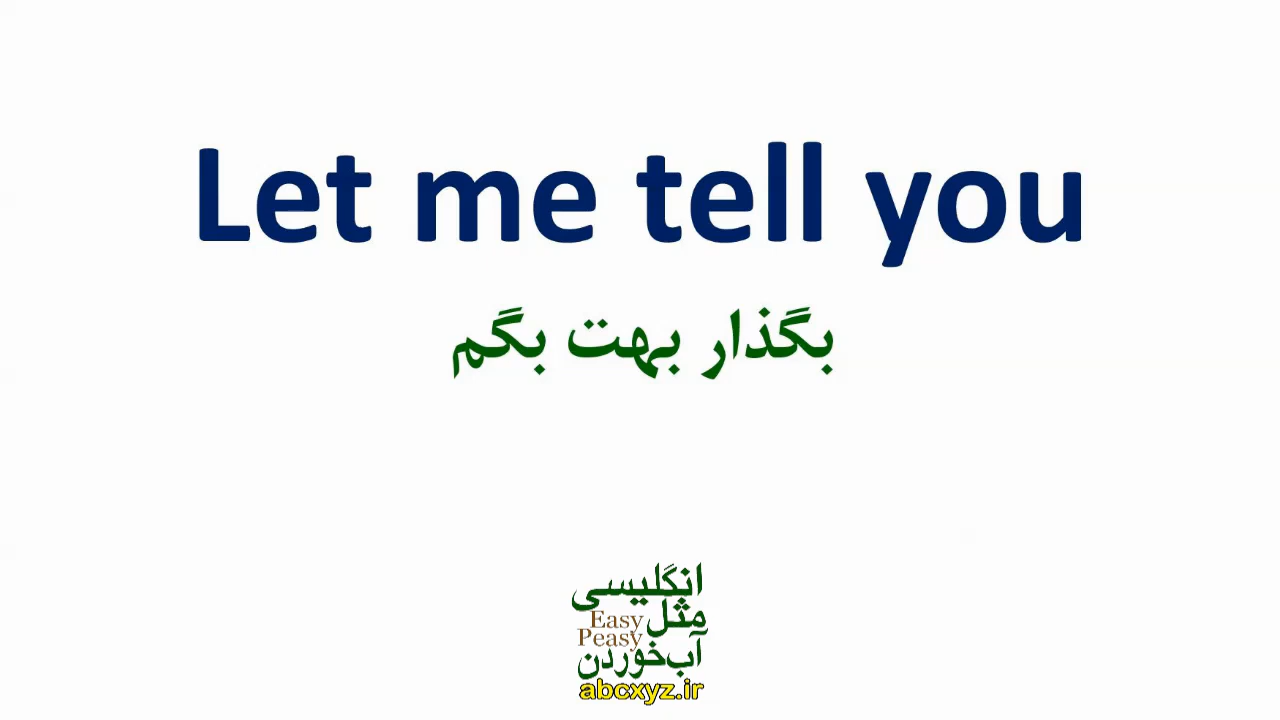 Let me tell you
بگذار بهت بگم
انگلیسی
مثل
Easy
Peasy
آب‌خوردن
abcxyz.ir